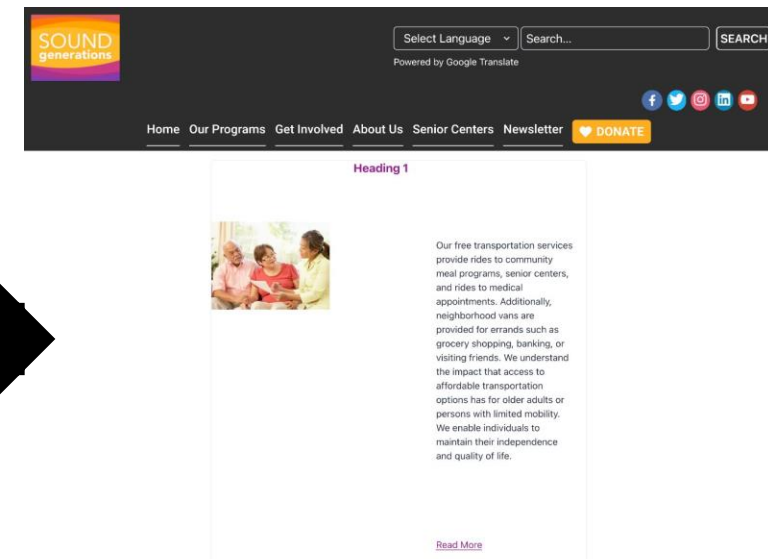 SOUND
generations
Select Language
Search...
SEARCH
Powered by Google Translate
Home Our Programs Get Involved About Us Senior Centers Newsletter DONATE
Heading 1
Our free transportation services
provide rides to community
meal programs, senior centers,
and rides to medical
appointments. Additionally,
neighborhood vans are
provided for errands such as
grocery shopping, banking, or
visiting friends. We understand
the impact that access to
affordable transportation
options has for older adults or
persons with limited mobility.
We enable individuals to
maintain their independence
and quality of life.
Read More